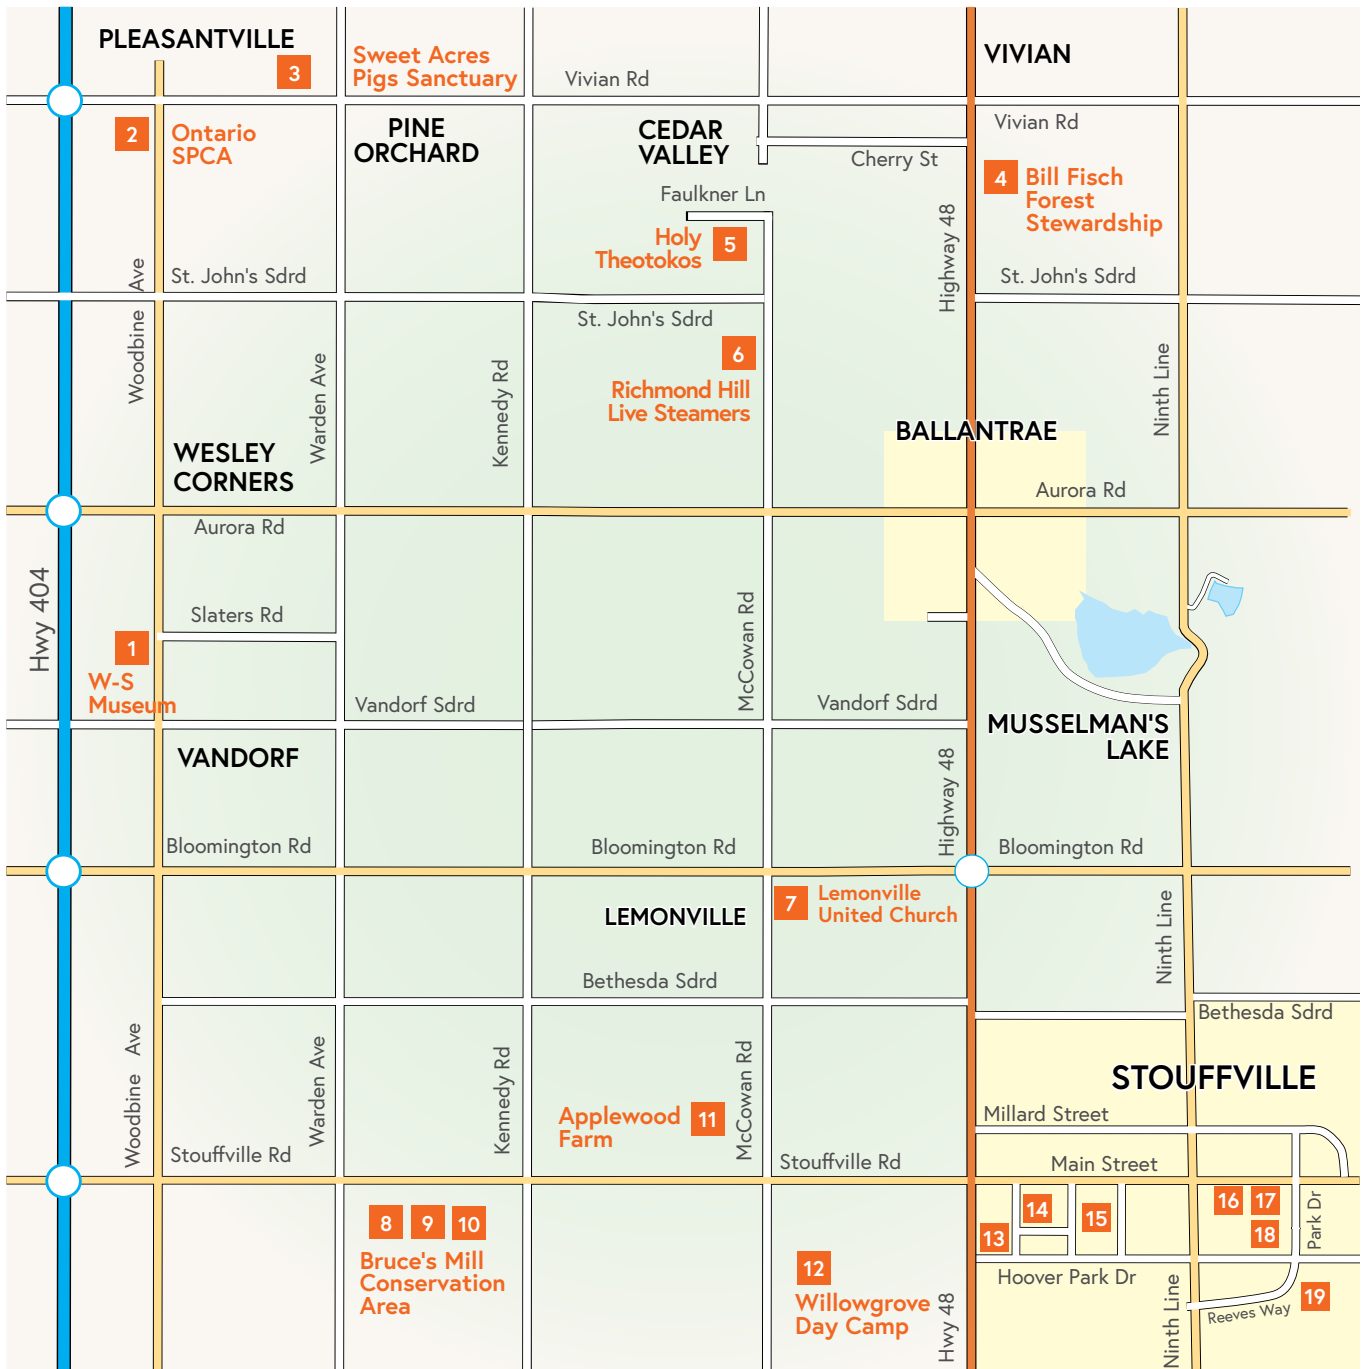 PLEASANTVILLE
3
Sweet Acres
Pigs Sanctuary
Vivian Rd
VIVIAN
2
Ontario
SPCA
PINE
ORCHARD
CEDAR
VALLEY
Cherry St
Vivian Rd
4
Bill Fisch
Forest
Stewardship
Faulkner Ln
Holy
Theotokos
5
Highway 48
Woodbine Ave
St. John's Sdrd
St. John's Sdrd
St. John's Sdrd
6
Richmond Hill
Live Steamers
Warden Ave
Kennedy Rd
Ninth Line
WESLEY
CORNERS
BALLANTRAE
Aurora Rd
Aurora Rd
Hwy 404
Slaters Rd
1
W-S
Museum
McCowan Rd
Vandorf Sdrd
Vandorf Sdrd
MUSSELMAN'S
LAKE
VANDORF
Highway 48
Bloomington Rd
Bloomington Rd
Bloomington Rd
7
Lemonville
United Church
LEMONVILLE
Ninth Line
Bethesda Sdrd
Bethesda Sdrd
Woodbine Ave
Warden Ave
Kennedy Rd
McCowan Rd
STOUFFVILLE
Applewood
Farm
11
Millard Street
Stouffville Rd
Stouffville Rd
Main Street
8
9
10
Bruce's Mill
Conservation
Area
12
Willowgrove
Day Camp
Hwy 48
13
14
15
16
17
18
Park Dr
Hoover Park Dr
Ninth Line
Reeves Way
19